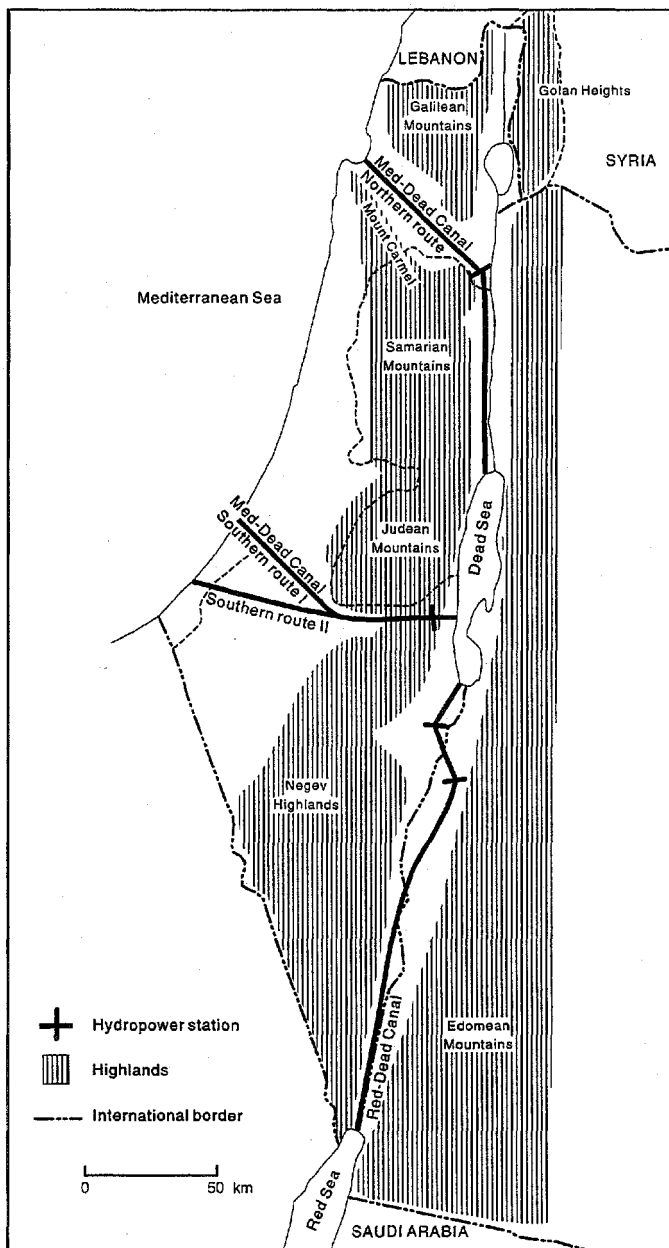 LEBANON
Golan Heights
Galilean
Mountains
SYRIA
Med-Dead Canal
Northern route
Mount Carmel
Mediterranean Sea
Samarian
Mountains
Med-Dead Canal
Southern route I
Judean
Mountains
Dead Sea
Southern route II
Negev
Highlands
Red-Dead Canal
Edomean
Mountains
Hydropower station
Highlands
International border
0 50 km
Red Sea
SAUDI ARABIA